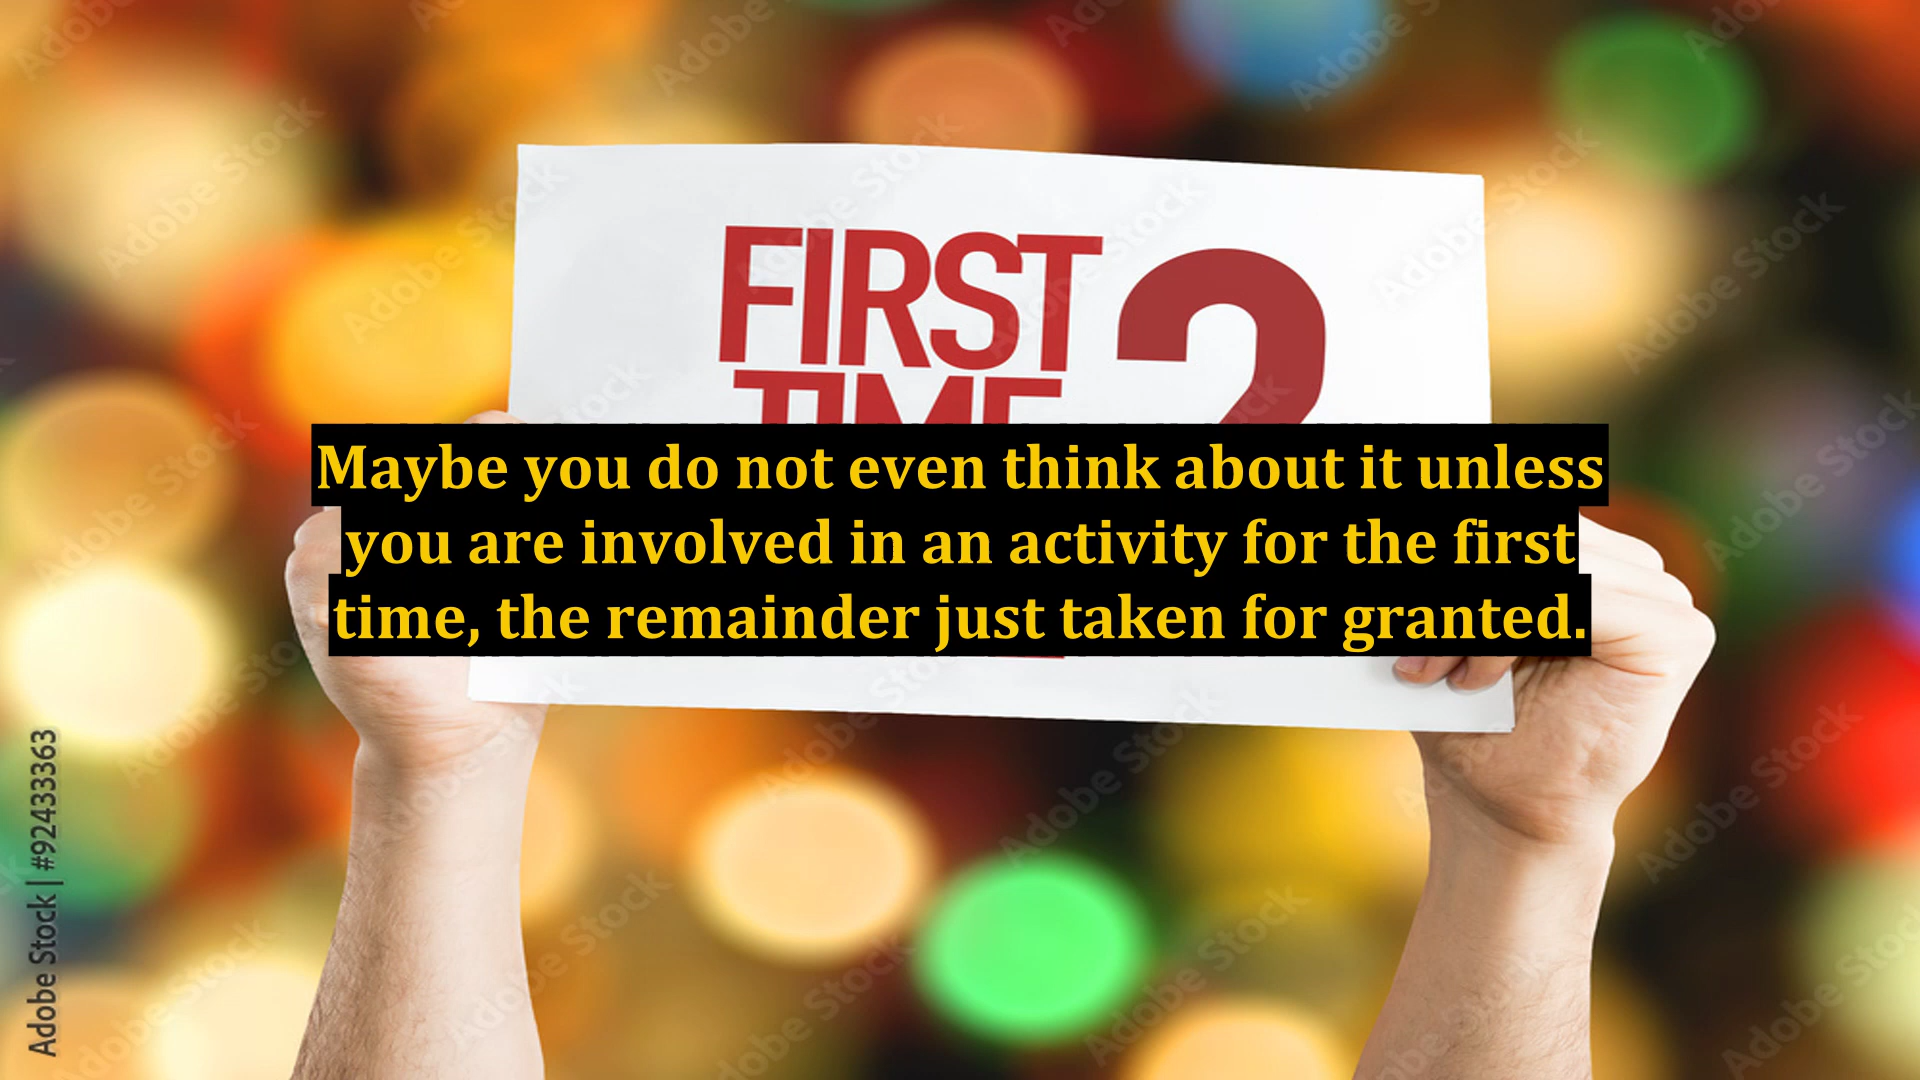 FIRST
TIME ?
Maybe you do not even think about it unless
you are involved in an activity for the first
time, the remainder just taken for granted.
Adobe Stock | #92433363